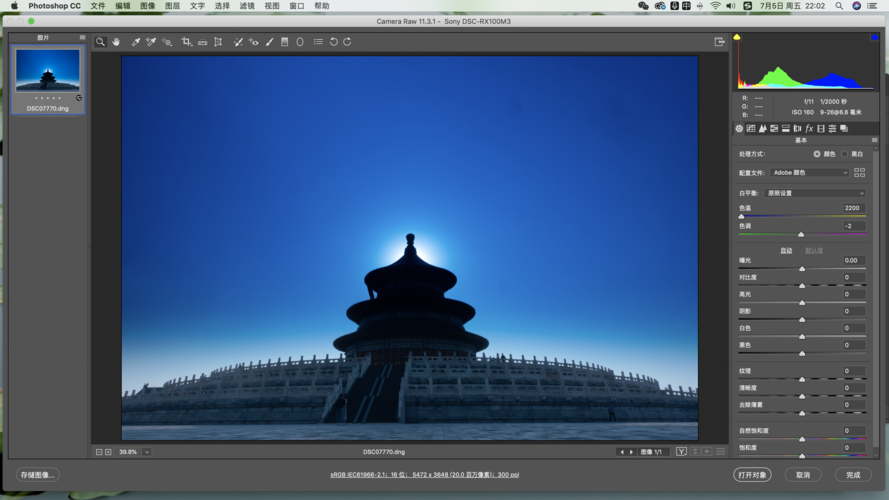 Photoshop CC 文件 编辑 图像 图层 文字 选择 滤镜 视图 窗口 帮助 7月5日 周五 22:02
Camera Raw 11.3.1 - Sony DSC-RX100M3
胶片
DSC07770.dng
R: ---
G: ---
B: ---
f/11 1/2000 秒
ISO 160 9-26@8.8 毫米
基本
处理方式： 颜色 黑白
配置文件： Adobe 颜色
白平衡： 原照设置
色温 2200
色调 -2
自动 默认值
曝光 0.00
对比度 0
高光 0
阴影 0
白色 0
黑色 0
纹理 0
清晰度 0
去除薄雾 0
自然饱和度 0
饱和度 0
39.8% DSC07770.dng 图像 1/1 Y
存储图像... sRGB IEC61966-2.1; 16 位; 5472 x 3648 (20.0 百万像素); 300 ppi 打开对象 取消 完成